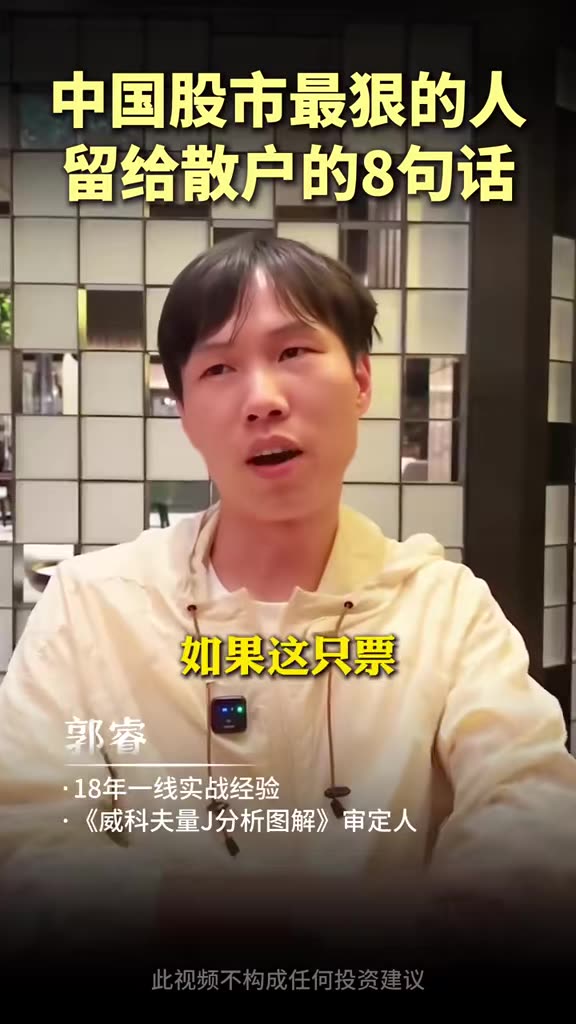 中国股市最狠的人
留给散户的8句话
如果这只票
郭睿
·18年一线实战经验
·《威科夫量J分析图解》审定人
此视频不构成任何投资建议